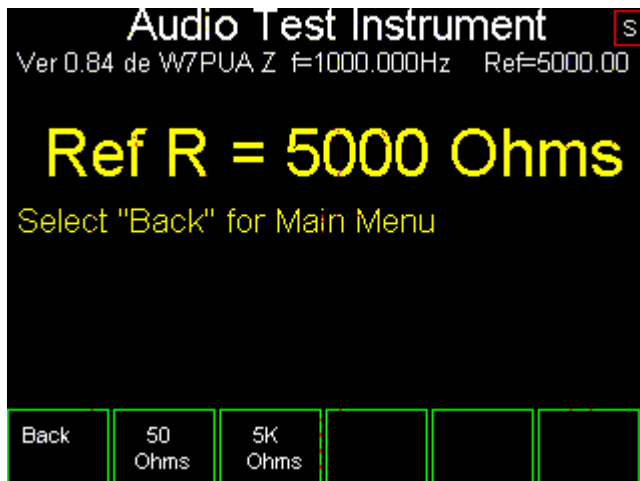 Audio Test Instrument
S
Ver 0.84 de W7PUA Z f=1000.000Hz Ref=5000.00
Ref R = 5000 Ohms
Select "Back" for Main Menu
Back
50
Ohms
5K
Ohms